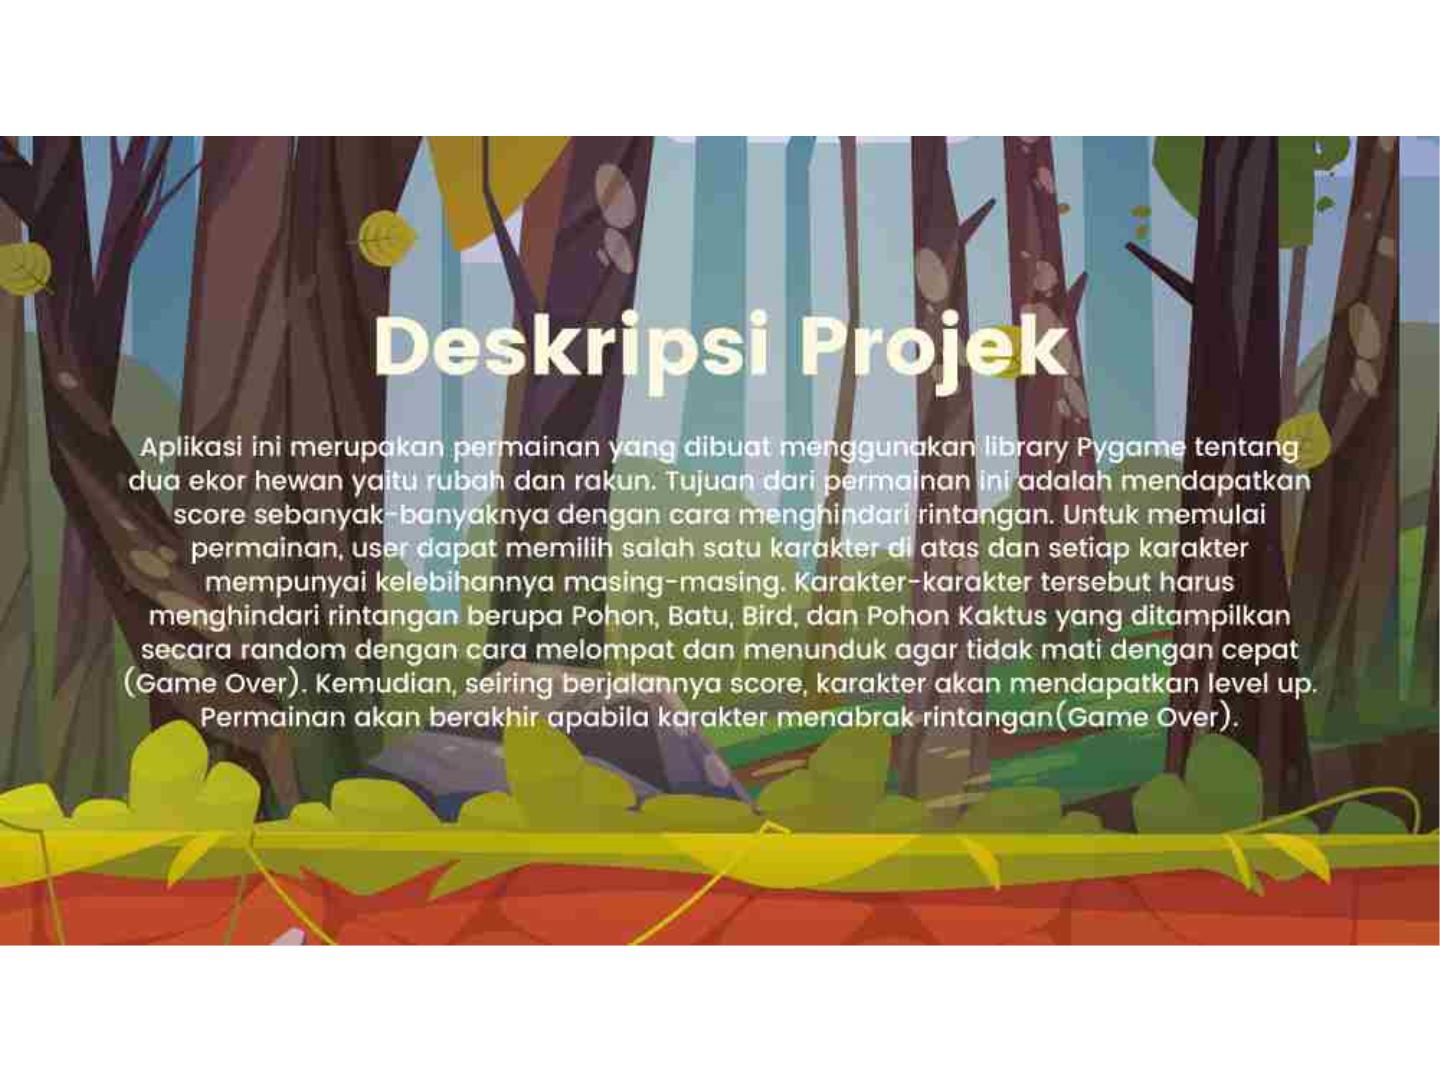 Deskripsi Projek
Aplikasi ini merupakan permainan yang dibuat menggunakan library Pygame tentang
dua ekor hewan yaitu rubah dan rakun. Tujuan dari permainan ini adalah mendapatkan
score sebanyak-banyaknya dengan cara menghindari rintangan. Untuk memulai
permainan, user dapat memilih salah satu karakter di atas dan setiap karakter
mempunyai kelebihannya masing-masing. Karakter-karakter tersebut harus
menghindari rintangan berupa Pohon, Batu, Bird, dan Pohon Kaktus yang ditampilkan
secara random dengan cara melompat dan menunduk agar tidak mati dengan cepat
(Game Over). Kemudian, seiring berjalannya score, karakter akan mendapatkan level up.
Permainan akan berakhir apabila karakter menabrak rintangan(Game Over).